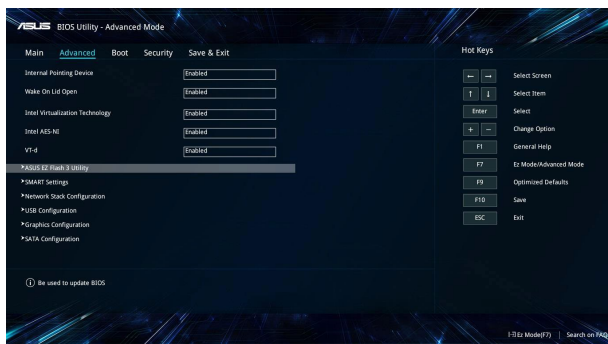 ASUS BIOS Utility - Advanced Mode
Main Advanced Boot Security Save & Exit
Internal Pointing Device Enabled
Wake On Lid Open Enabled
Intel Virtualization Technology Enabled
Intel AES-NI Enabled
VT-d Enabled
ASUS EZ Flash 3 Utility
SMART Settings
Network Stack Configuration
USB Configuration
Graphics Configuration
SATA Configuration
Be used to update BIOS
Hot Keys
← → Select Screen
↑ ↓ Select Item
Enter Select
+ - Change Option
F1 General Help
F7 Ez Mode/Advanced Mode
F9 Optimized Defaults
F10 Save
ESC Exit
Ez Mode(F7) | Search on FAQ